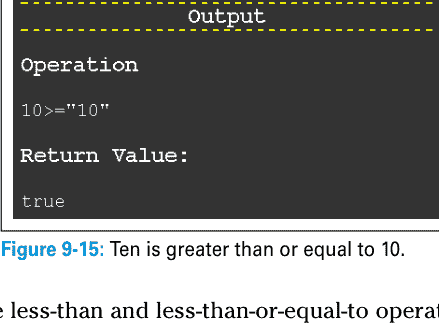 Output
Operation
10>="10"
Return Value:
true
Figure 9-15: Ten is greater than or equal to 10.
less-than and less-than-or-equal-to